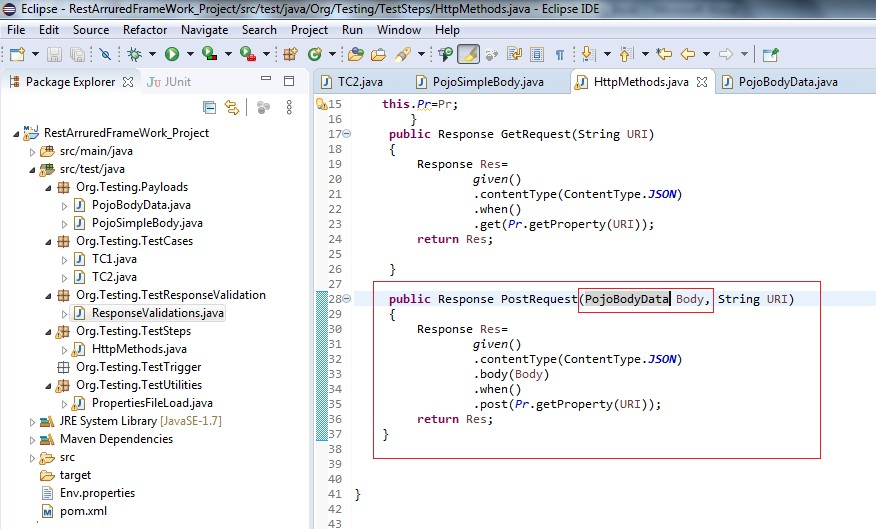 Eclipse - RestArruredFrameWork_Project/src/test/java/Org/Testing/TestSteps/HttpMethods.java - Eclipse IDE
File Edit Source Refactor Navigate Search Project Run Window Help
Package Explorer JUnit
RestArruredFrameWork_Project
src/main/java
src/test/java
Org.Testing.Payloads
PojoBodyData.java
PojoSimpleBody.java
Org.Testing.TestCases
TC1.java
TC2.java
Org.Testing.TestResponseValidation
ResponseValidations.java
Org.Testing.TestSteps
HttpMethods.java
Org.Testing.TestTrigger
Org.Testing.TestUtilities
PropertiesFileLoad.java
JRE System Library [JavaSE-1.7]
Maven Dependencies
src
target
Env.properties
pom.xml
TC2.java PojoSimpleBody.java HttpMethods.java PojoBodyData.java
15 this.Pr=Pr;
16 }
17 public Response GetRequest(String URI)
18 {
19 Response Res=
20 given()
21 .contentType(ContentType.JSON)
22 .when()
23 .get(Pr.getProperty(URI));
24 return Res;
25
26 }
27
28 public Response PostRequest(PojoBodyData Body, String URI)
29 {
30 Response Res=
31 given()
32 .contentType(ContentType.JSON)
33 .body(Body)
34 .when()
35 .post(Pr.getProperty(URI));
36 return Res;
37 }
38
39
40
41 }
42
43